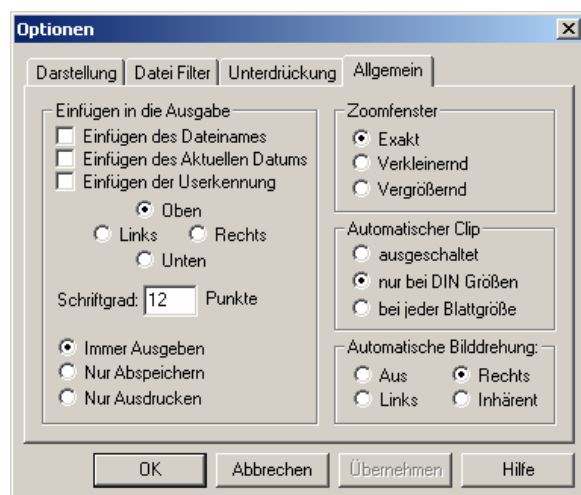 Optionen
Darstellung Datei Filter Unterdrückung Allgemein
Einfügen in die Ausgabe
Einfügen des Dateinames
Einfügen des Aktuellen Datums
Einfügen der Userkennung
Oben
Links Rechts
Unten
Schriftgrad: 12 Punkte
Immer Ausgeben
Nur Abspeichern
Nur Ausdrucken
Zoomfenster
Exakt
Verkleinernd
Vergrößernd
Automatischer Clip
ausgeschaltet
nur bei DIN Größen
bei jeder Blattgröße
Automatische Bilddrehung:
Aus Rechts
Links Inhärent
OK Abbrechen Übernehmen Hilfe